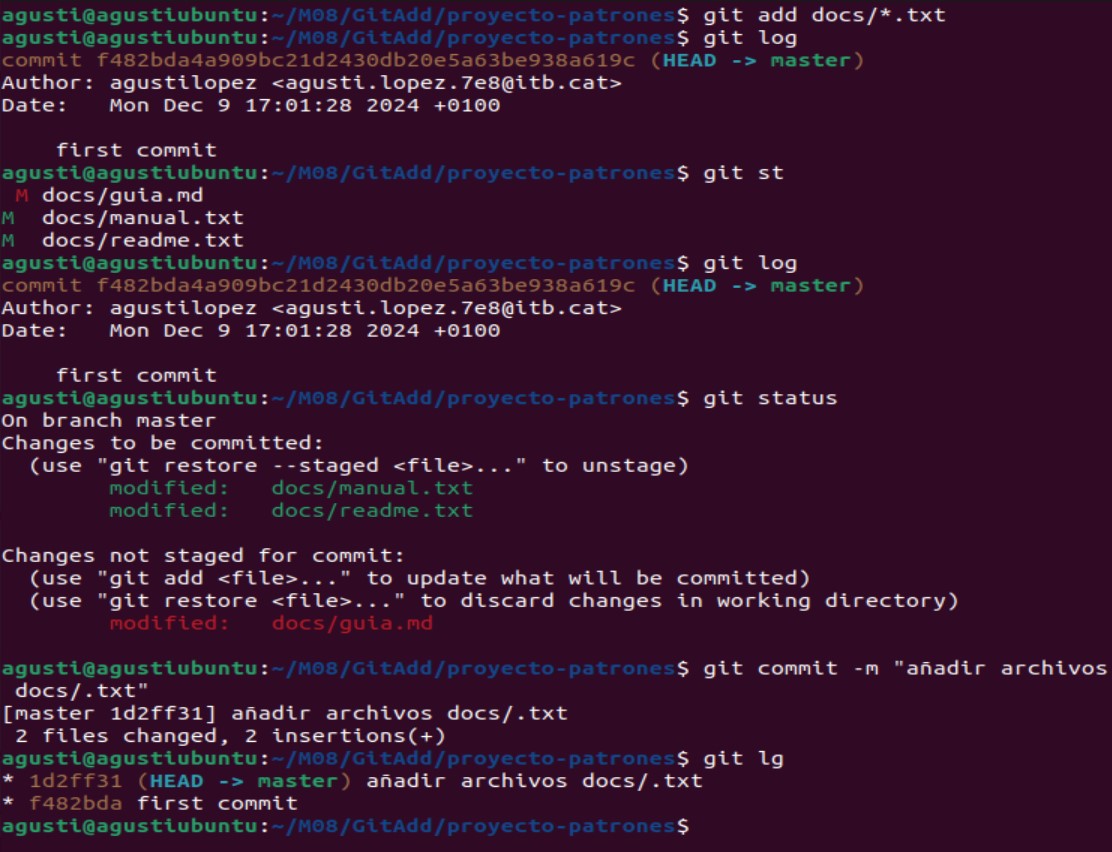 agusti@agustiubuntu:~/M08/GitAdd/proyecto-patrones$ git add docs/*.txt
agusti@agustiubuntu:~/M08/GitAdd/proyecto-patrones$ git log
commit f482bda4a909bc21d2430db20e5a63be938a619c (HEAD -> master)
Author: agustilopez <agusti.lopez.7e8@itb.cat>
Date:   Mon Dec 9 17:01:28 2024 +0100

    first commit
agusti@agustiubuntu:~/M08/GitAdd/proyecto-patrones$ git st
 M docs/guia.md
M  docs/manual.txt
M  docs/readme.txt
agusti@agustiubuntu:~/M08/GitAdd/proyecto-patrones$ git log
commit f482bda4a909bc21d2430db20e5a63be938a619c (HEAD -> master)
Author: agustilopez <agusti.lopez.7e8@itb.cat>
Date:   Mon Dec 9 17:01:28 2024 +0100

    first commit
agusti@agustiubuntu:~/M08/GitAdd/proyecto-patrones$ git status
On branch master
Changes to be committed:
  (use "git restore --staged <file>..." to unstage)
        modified:   docs/manual.txt
        modified:   docs/readme.txt

Changes not staged for commit:
  (use "git add <file>..." to update what will be committed)
  (use "git restore <file>..." to discard changes in working directory)
        modified:   docs/guia.md

agusti@agustiubuntu:~/M08/GitAdd/proyecto-patrones$ git commit -m "añadir archivos
 docs/.txt"
[master 1d2ff31] añadir archivos docs/.txt
 2 files changed, 2 insertions(+)
agusti@agustiubuntu:~/M08/GitAdd/proyecto-patrones$ git lg
* 1d2ff31 (HEAD -> master) añadir archivos docs/.txt
* f482bda first commit
agusti@agustiubuntu:~/M08/GitAdd/proyecto-patrones$